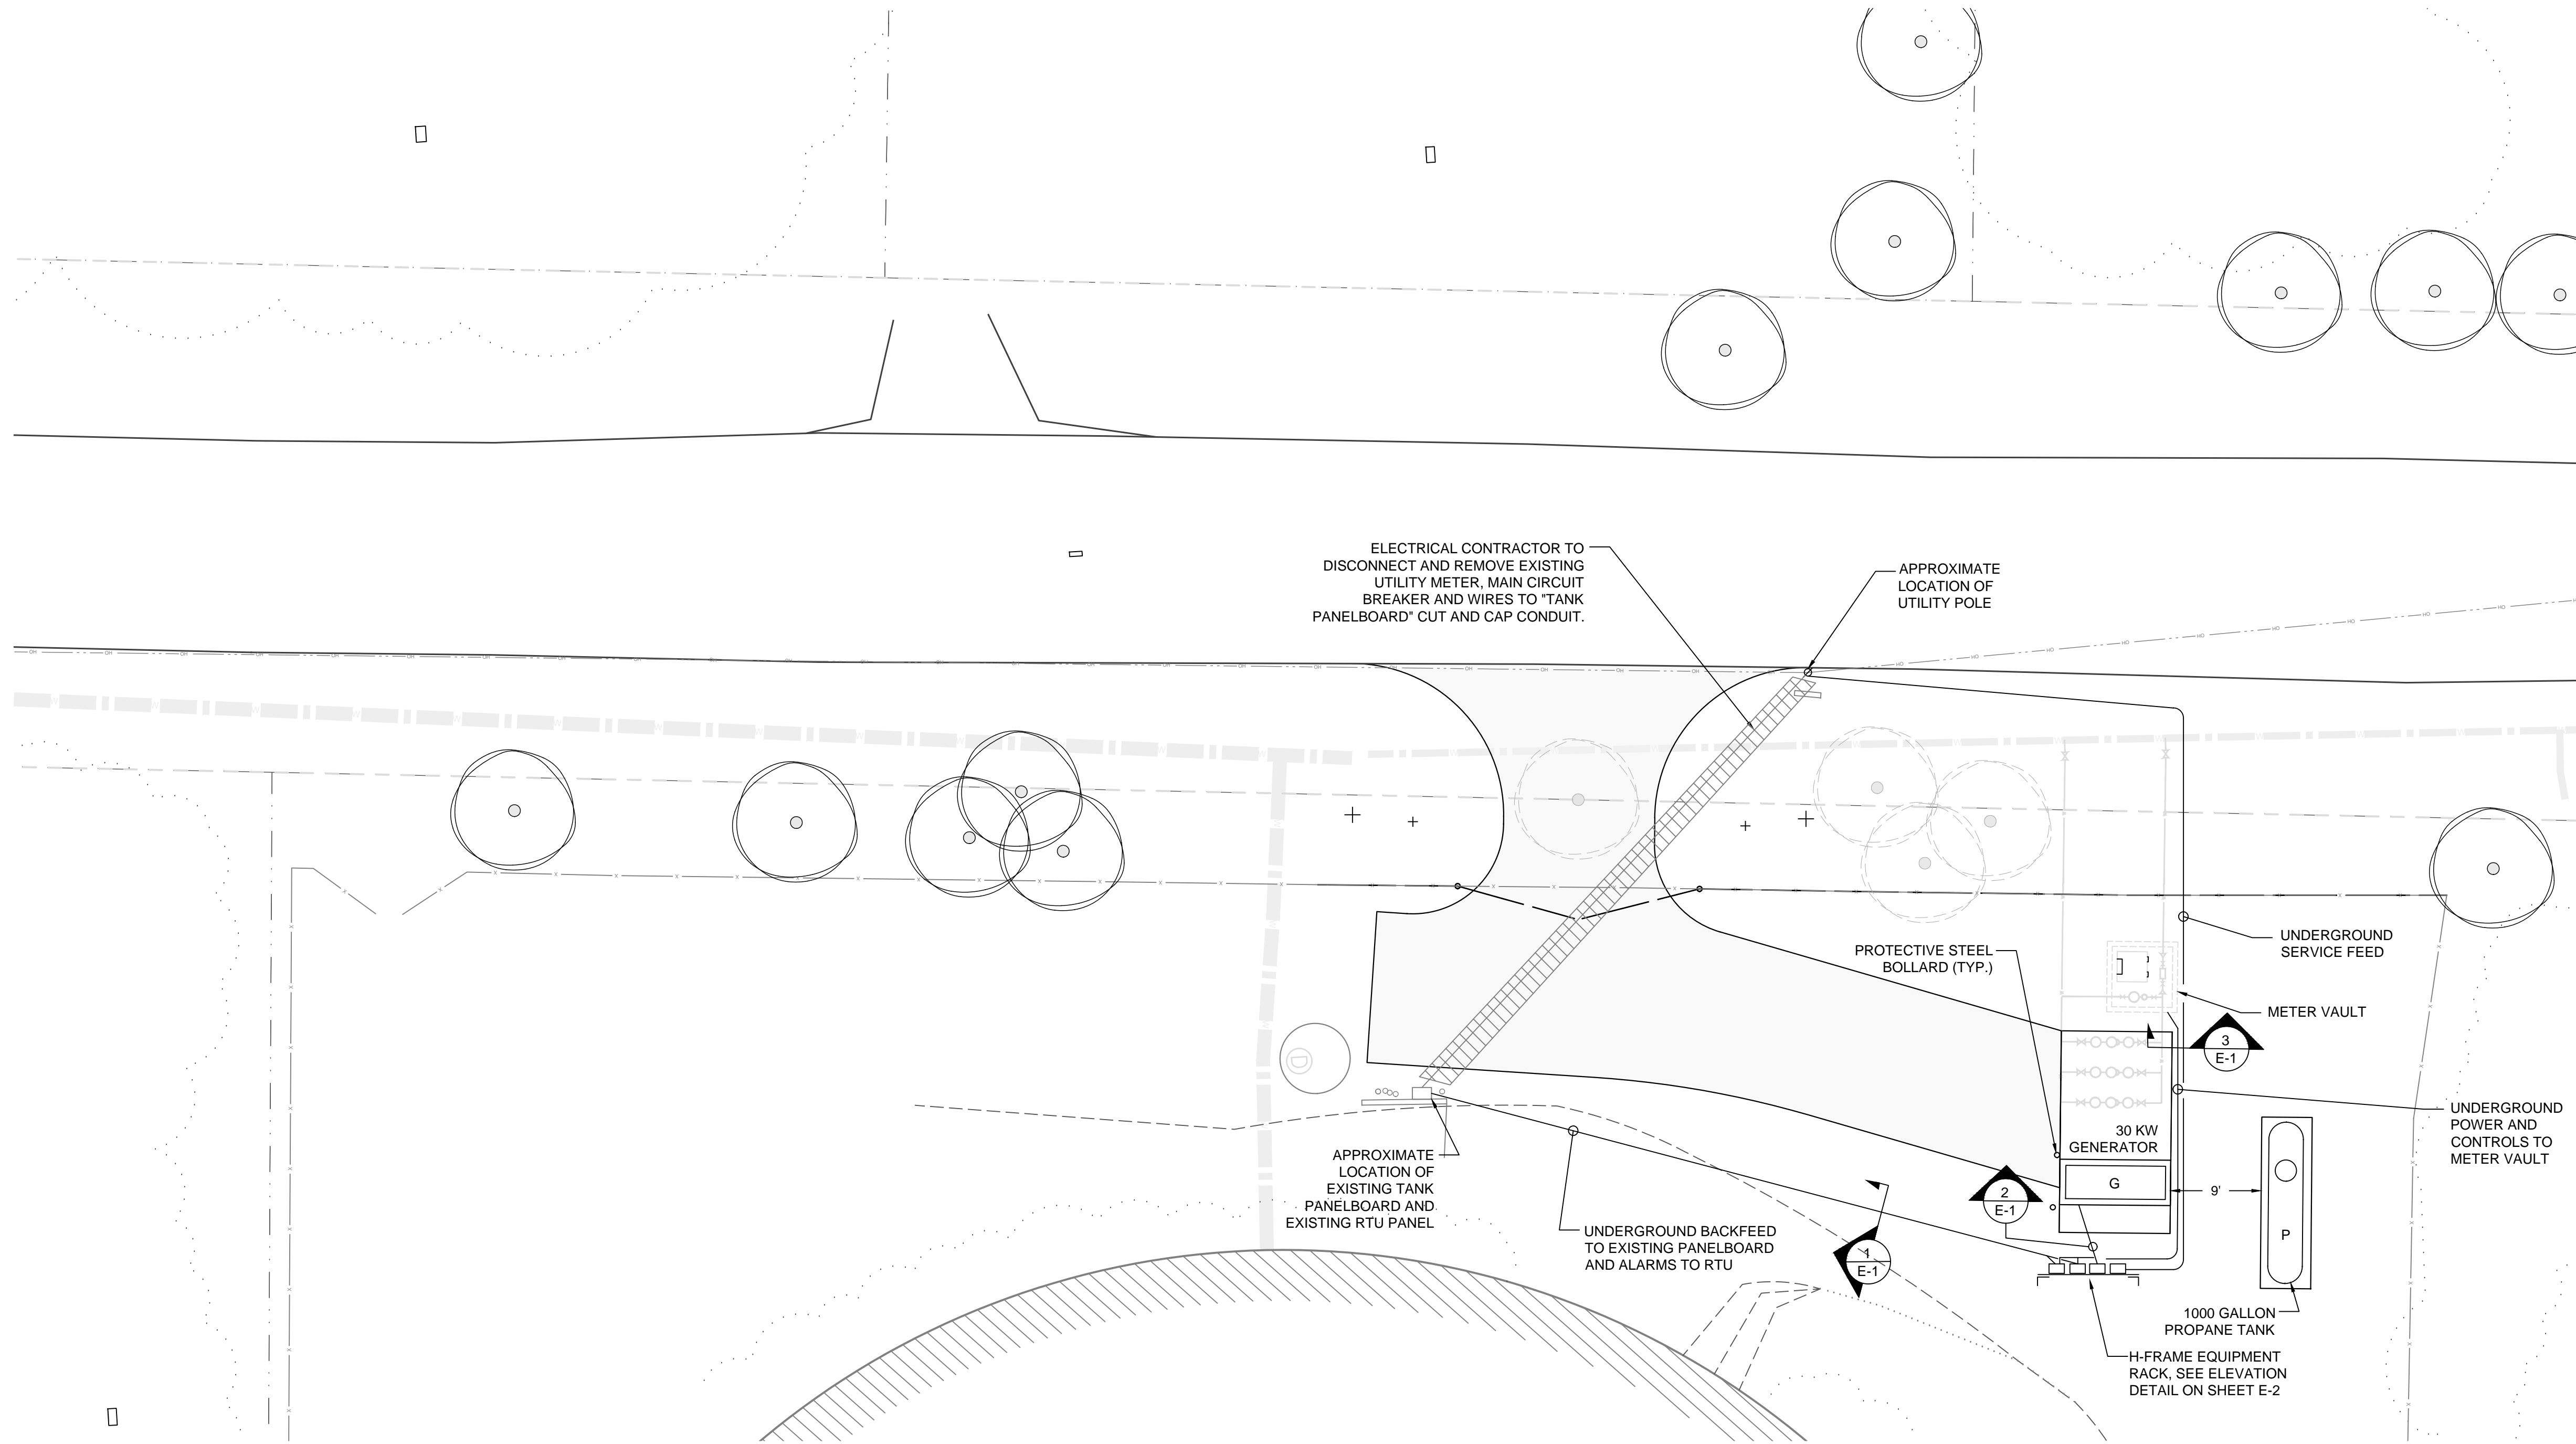 ELECTRICAL CONTRACTOR TO
DISCONNECT AND REMOVE EXISTING
UTILITY METER, MAIN CIRCUIT
BREAKER AND WIRES TO "TANK
PANELBOARD" CUT AND CAP CONDUIT.
APPROXIMATE
LOCATION OF
UTILITY POLE
PROTECTIVE STEEL
BOLLARD (TYP.)
UNDERGROUND
SERVICE FEED
METER VAULT
3
E-1
UNDERGROUND
POWER AND
CONTROLS TO
METER VAULT
30 KW
GENERATOR
G
9'
P
2
E-1
D
APPROXIMATE
LOCATION OF
EXISTING TANK
PANELBOARD AND
EXISTING RTU PANEL
UNDERGROUND BACKFEED
TO EXISTING PANELBOARD
AND ALARMS TO RTU
1
E-1
1000 GALLON
PROPANE TANK
H-FRAME EQUIPMENT
RACK, SEE ELEVATION
DETAIL ON SHEET E-2